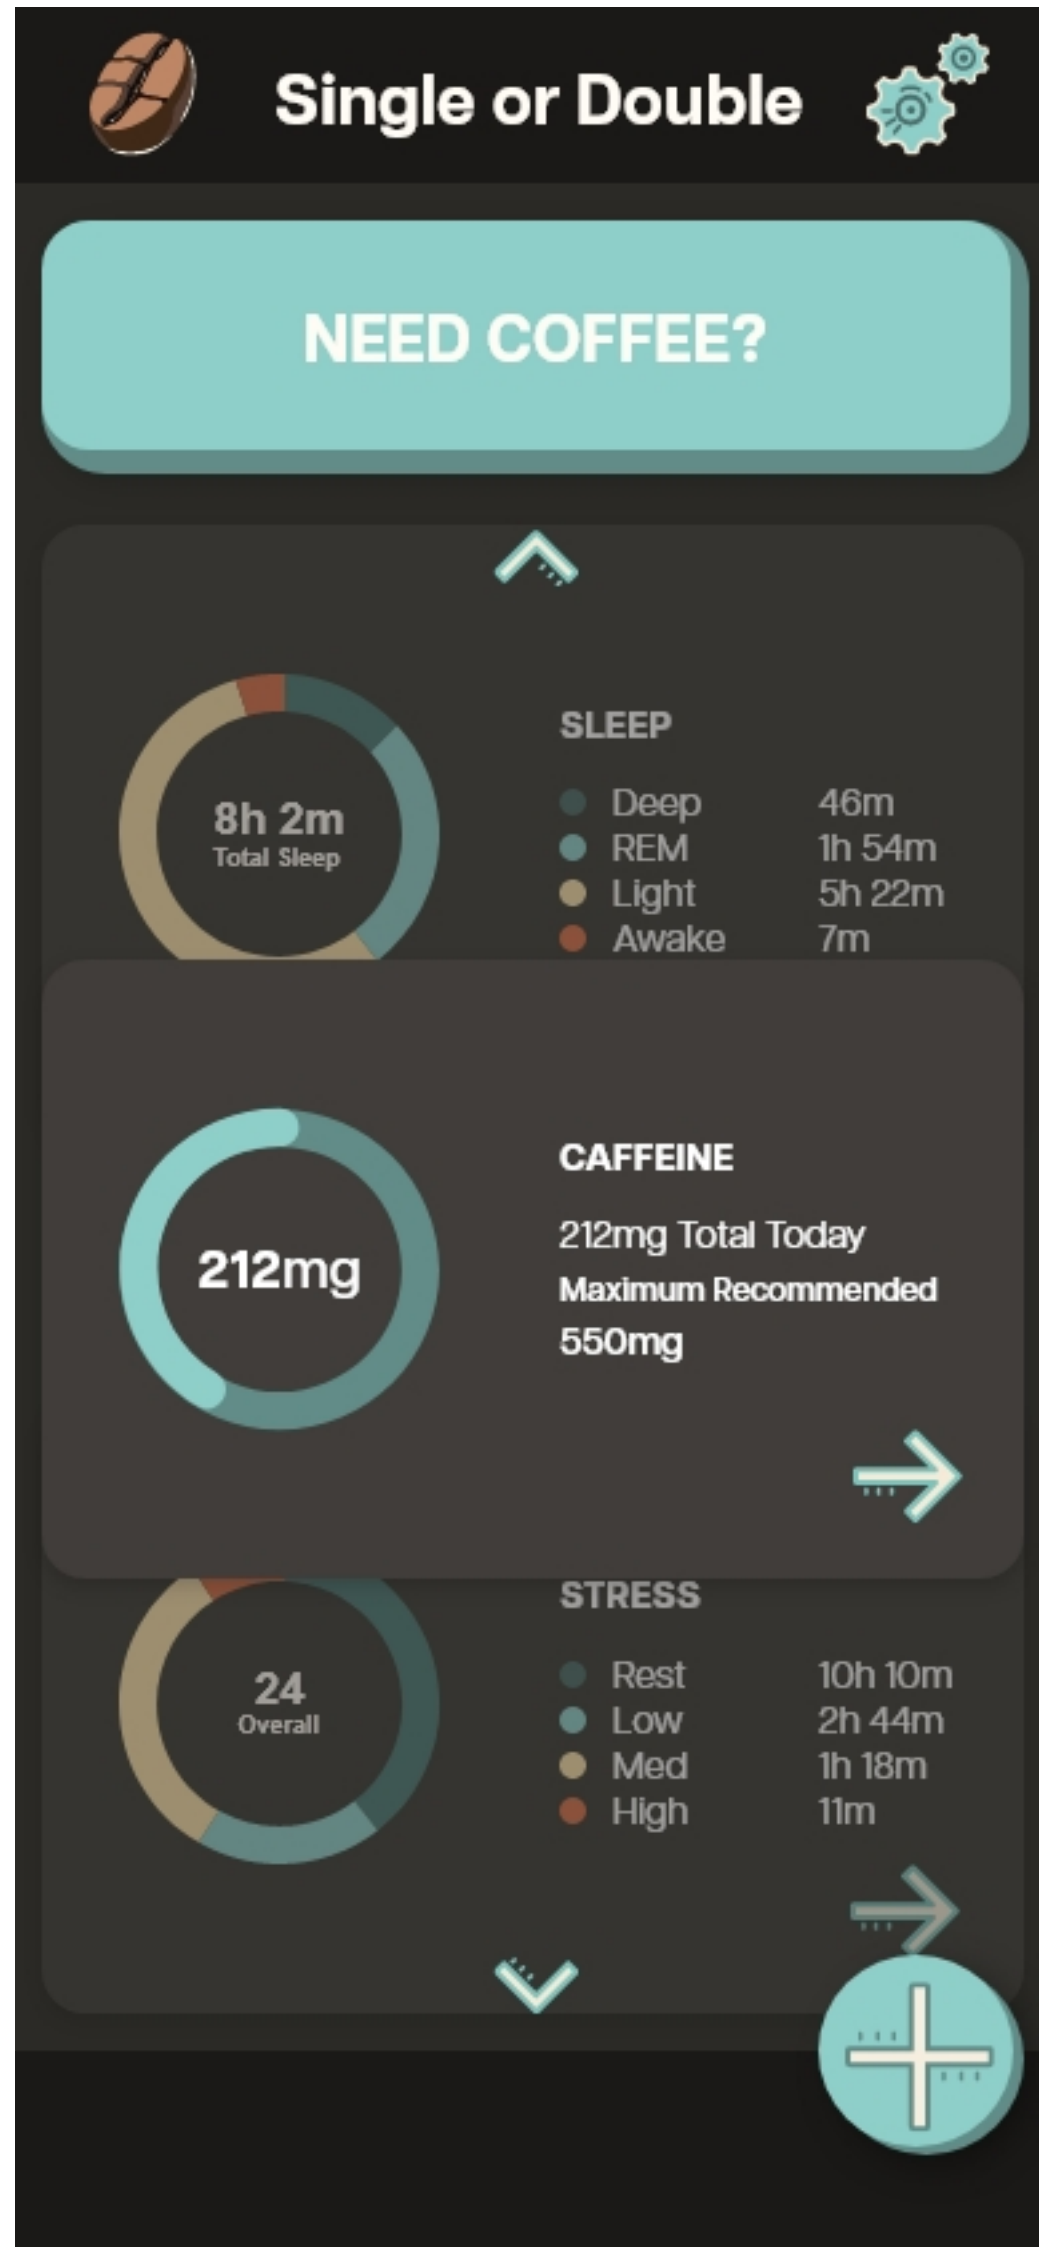 Single or Double
NEED COFFEE?
8h 2m
Total Sleep
SLEEP
Deep 46m
REM 1h 54m
Light 5h 22m
Awake 7m
212mg
CAFFEINE
212mg Total Today
Maximum Recommended
550mg
24
Overall
STRESS
Rest 10h 10m
Low 2h 44m
Med 1h 18m
High 11m